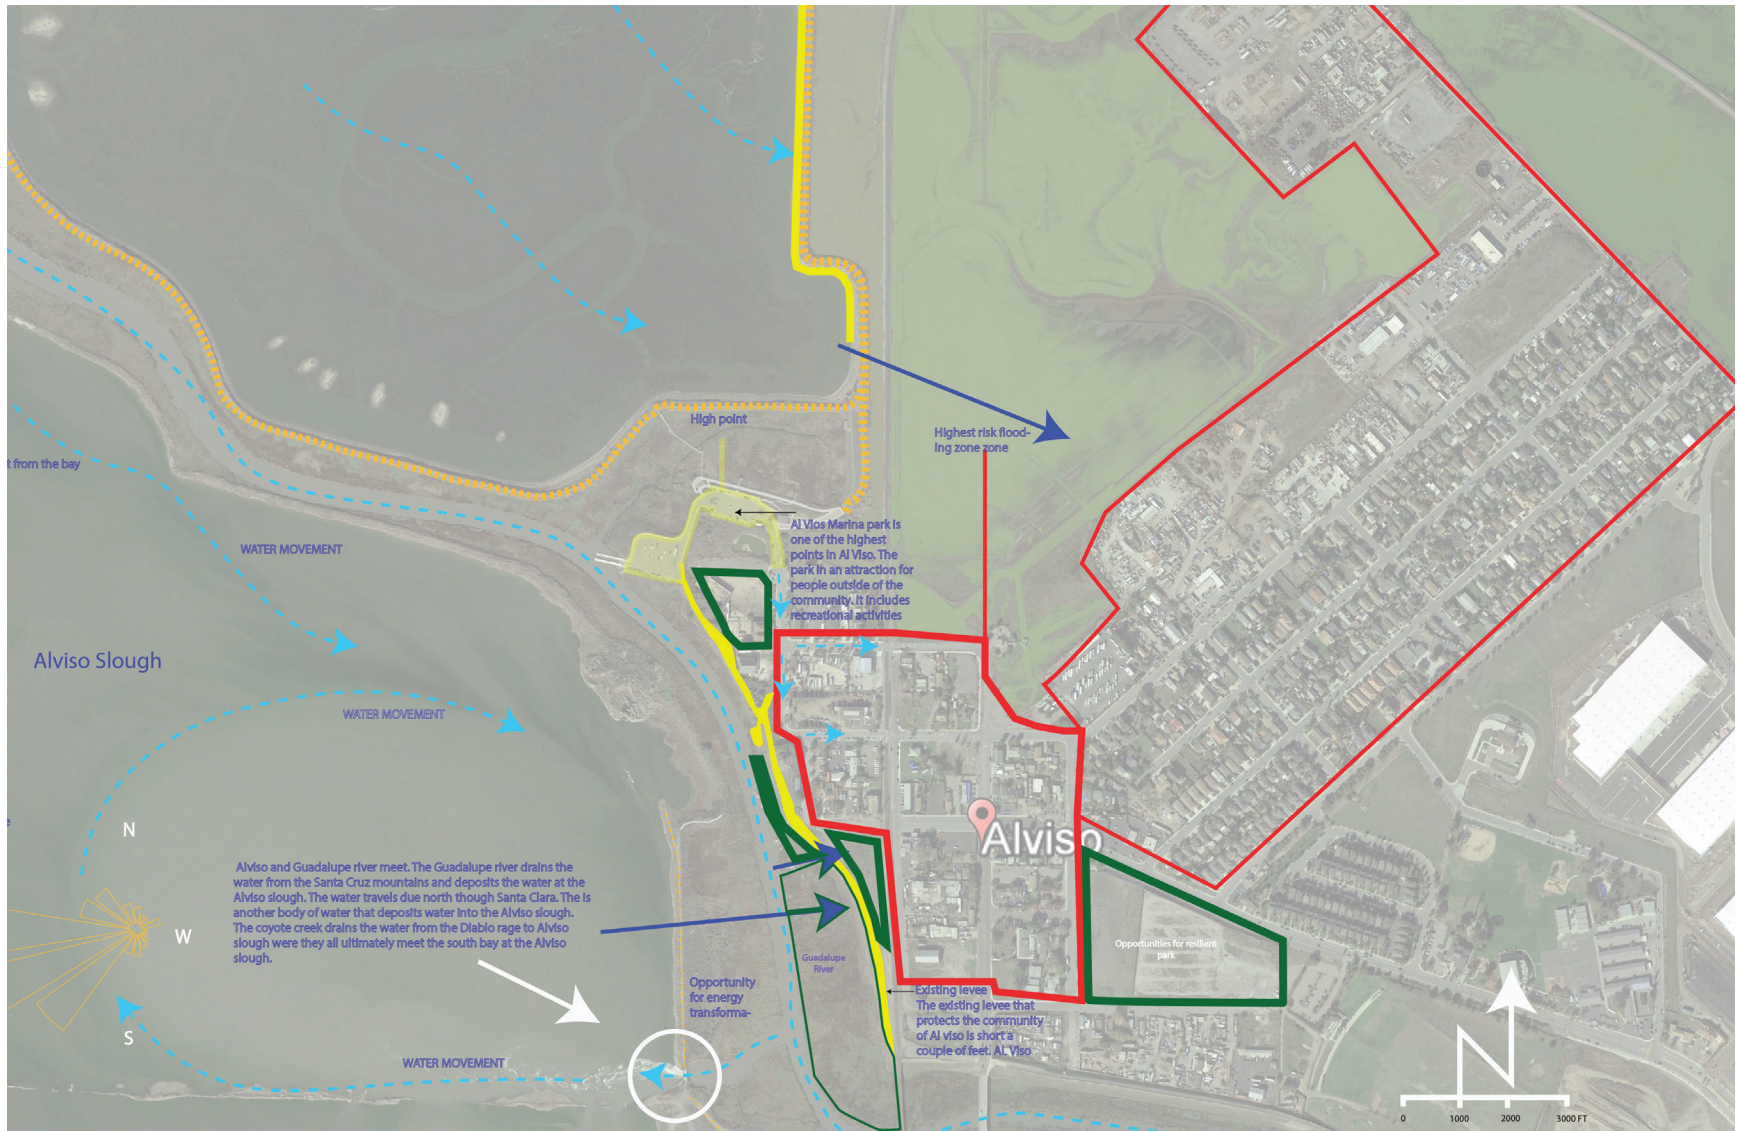 High point
Highest risk flood-
ing zone zone
t from the bay
Al Vios Marina park is
one of the highest
points in Al Viso. The
park in an attraction for
people outside of the
community. It includes
recreational activities
WATER MOVEMENT
Alviso Slough
WATER MOVEMENT
Alviso
N
Alviso and Guadalupe river meet. The Guadalupe river drains the
water from the Santa Cruz mountains and deposits the water at the
Alviso slough. The water travels due north though Santa Clara. The is
another body of water that deposits water into the Alviso slough.
The coyote creek drains the water from the Diablo rage to Alviso
slough were they all ultimately meet the south bay at the Alviso
slough.
W
S
Opportunities for resilient
park
Guadalupe
River
Opportunity
for energy
transforma-
Existing levee
The existing levee that
protects the community
of Al viso is short a
couple of feet. AL Viso
WATER MOVEMENT
N
0 1000 2000 3000 FT